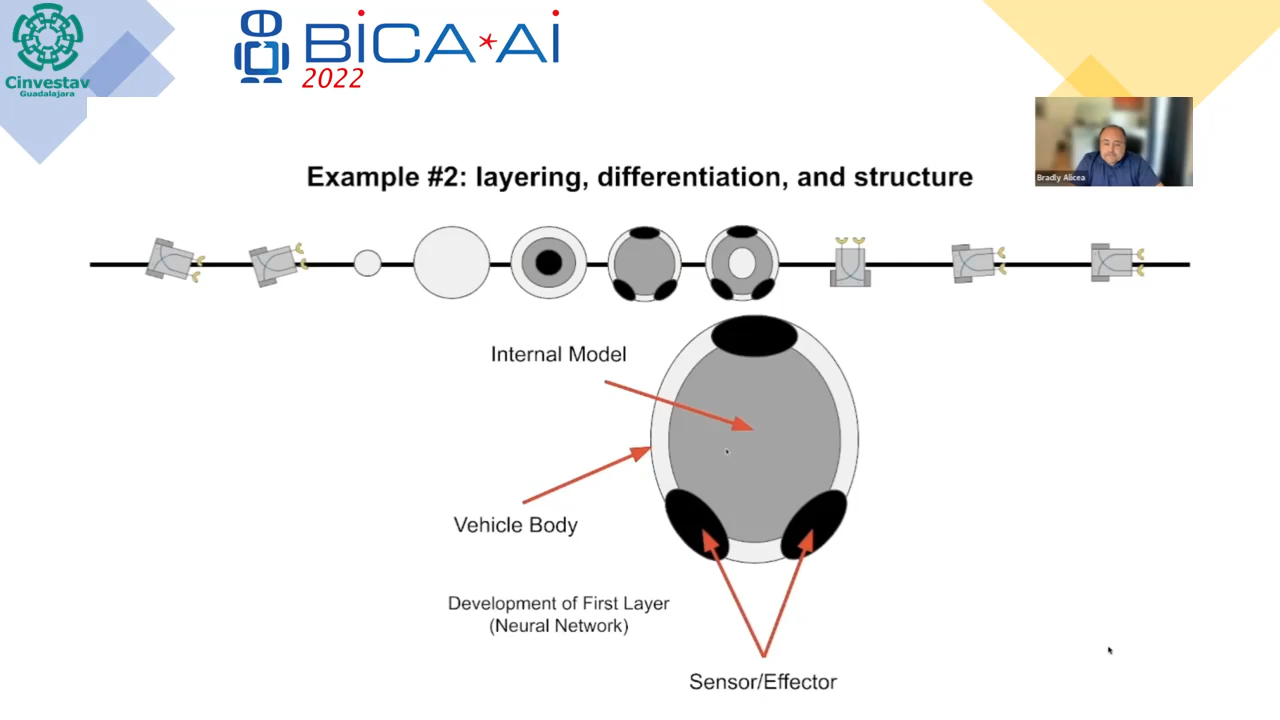 Cinvestav
Guadalajara
BiCA*Ai
2022
Bradly Alicea
Example #2: layering, differentiation, and structure
Internal Model
Vehicle Body
Development of First Layer
(Neural Network)
Sensor/Effector